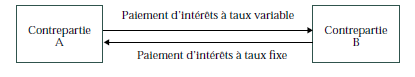 Paiement d'intérêts à taux variable
Contrepartie
A
Contrepartie
B
Paiement d'intérêts à taux fixe